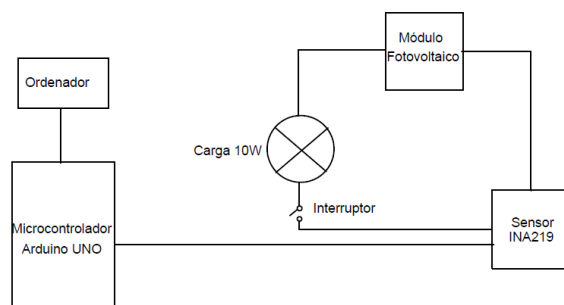 Módulo
Fotovoltaico
Ordenador
Carga 10W
Interruptor
Microcontrolador
Arduino UNO
Sensor
INA219